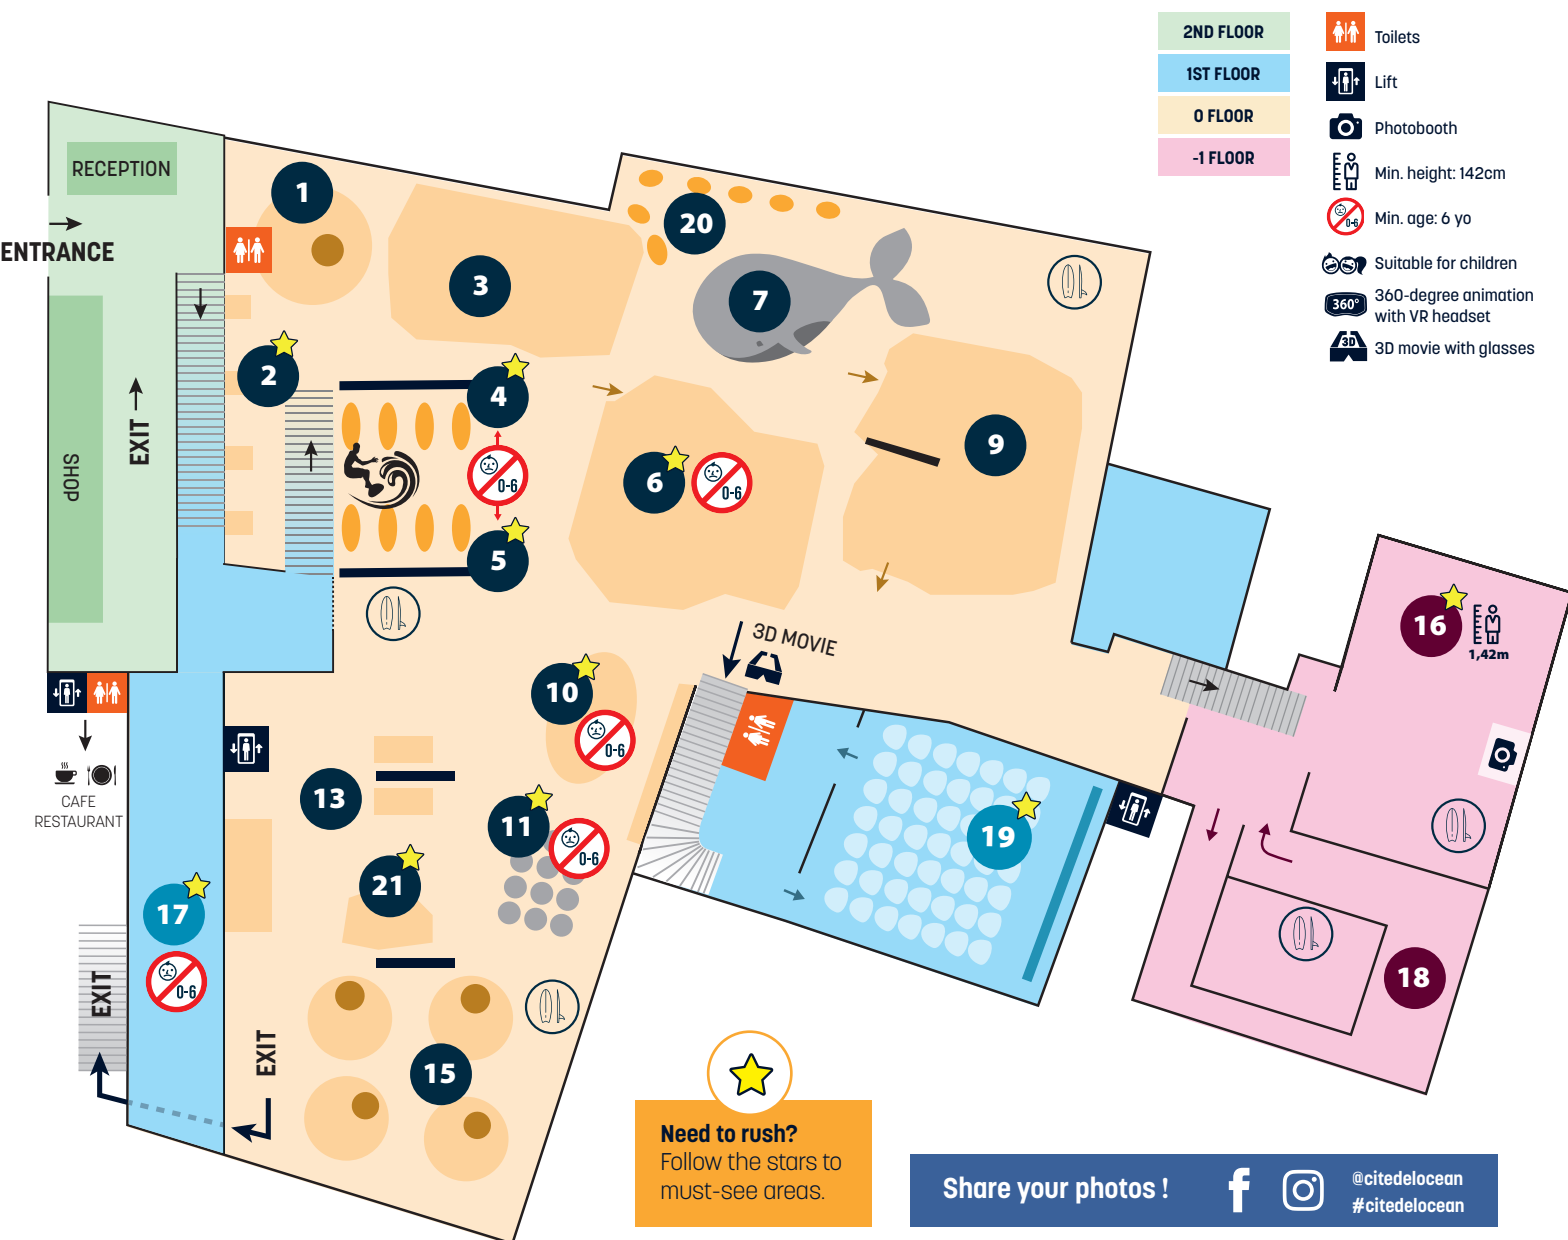 2ND FLOOR
1ST FLOOR
0 FLOOR
-1 FLOOR
Toilets
Lift
Photobooth
Min. height: 142cm
0-6
Min. age: 6 yo
Suitable for children
360°
360-degree animation
with VR headset
3D
3D movie with glasses
RECEPTION
ENTRANCE
SHOP
EXIT
1
2
3
4
0-6
5
20
7
6
0-6
9
3D MOVIE
10
0-6
11
0-6
13
21
15
EXIT
CAFE
RESTAURANT
17
0-6
EXIT
19
16
1,42m
18
Need to rush?
Follow the stars to
must-see areas.
Share your photos !
@citedelocean
#citedelocean